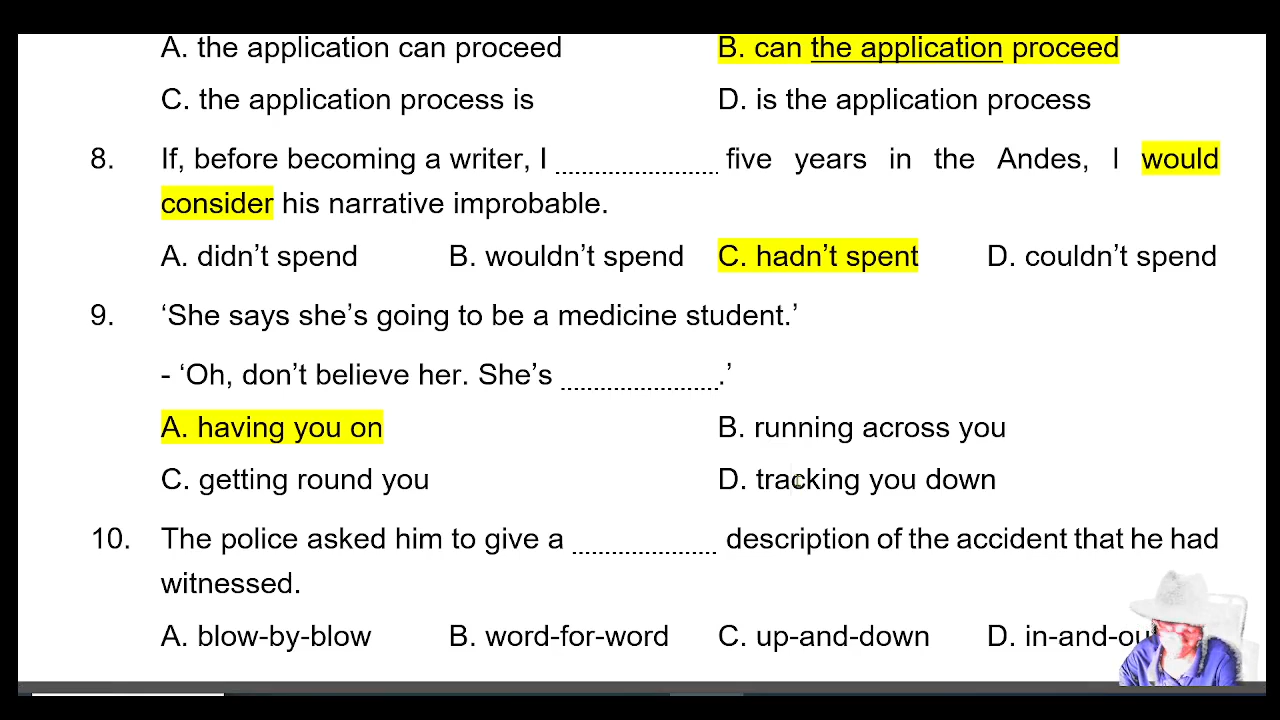 A. the application can proceed B. can the application proceed
C. the application process is D. is the application process
8. If, before becoming a writer, I ..................... five years in the Andes, I would
consider his narrative improbable.
A. didn’t spend B. wouldn’t spend C. hadn’t spent D. couldn’t spend
9. ‘She says she’s going to be a medicine student.’
- ‘Oh, don’t believe her. She’s .....................’
A. having you on B. running across you
C. getting round you D. tracking you down
10. The police asked him to give a ................... description of the accident that he had
witnessed.
A. blow-by-blow B. word-for-word C. up-and-down D.